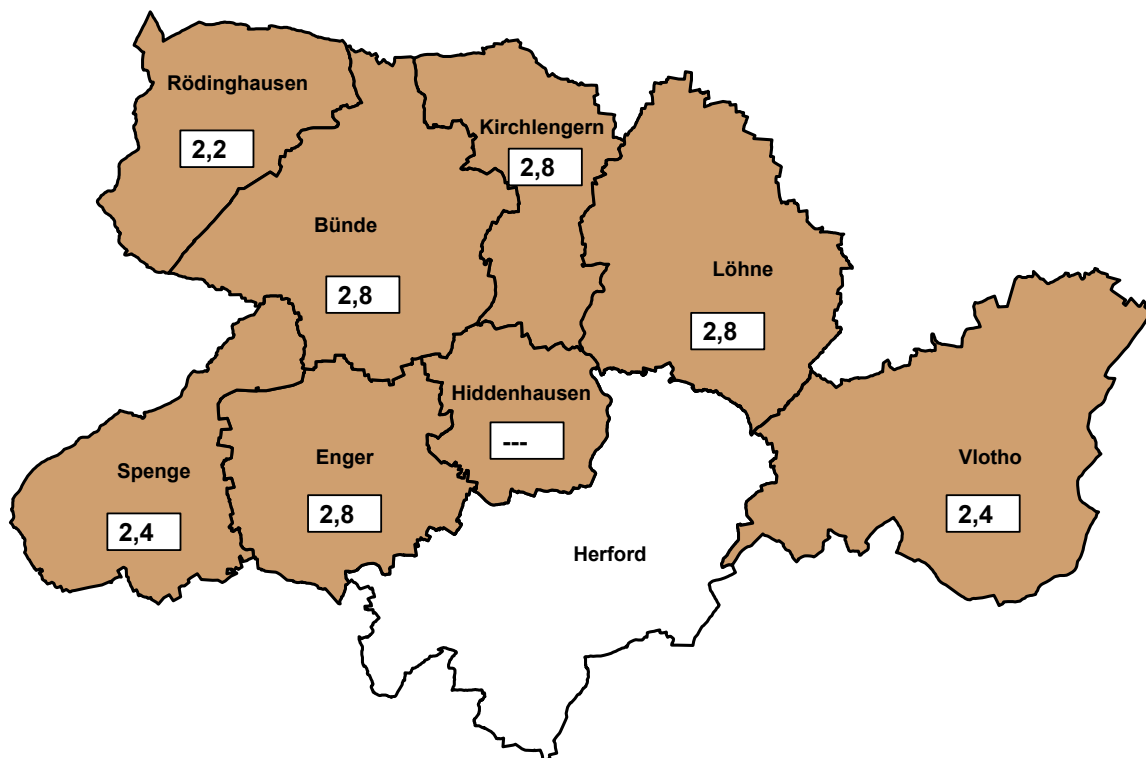 Rödinghausen
2,2
Kirchlengern
2,8
Bünde
2,8
Löhne
2,8
Hiddenhausen
---
Spenge
2,4
Enger
2,8
Vlotho
2,4
Herford